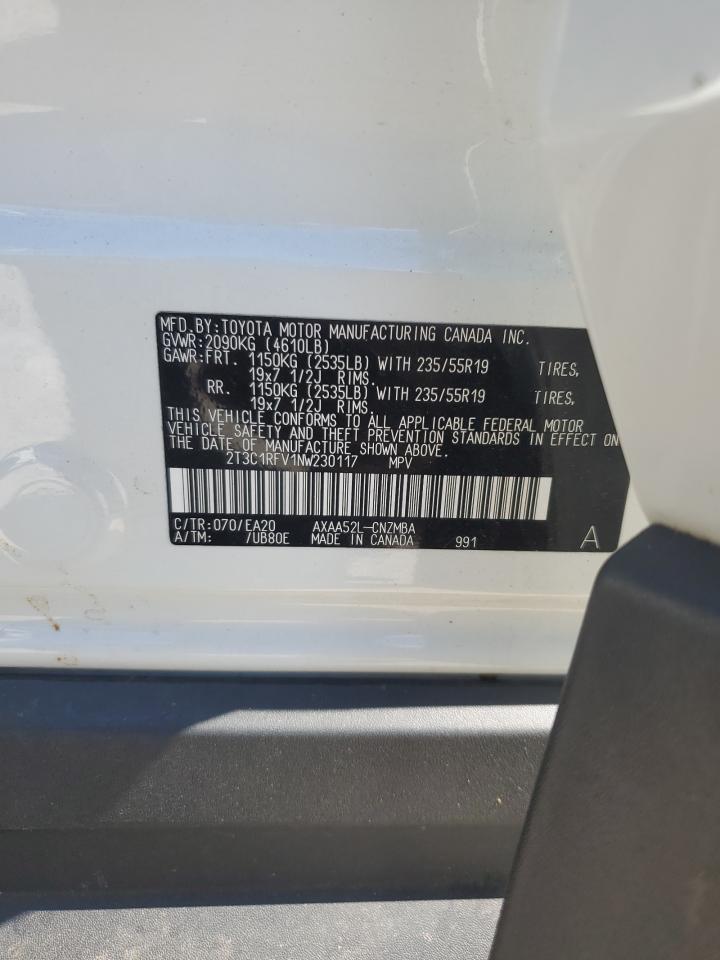 MFD.BY:TOYOTA MOTOR MANUFACTURING CANADA INC.
GVWR:2090KG (4610LB)
GAWR:FRT. 1150KG (2535LB) WITH 235/55R19 TIRES,
19x7 1/2J RIMS.
RR. 1150KG (2535LB) WITH 235/55R19 TIRES,
19x7 1/2J RIMS.
THIS VEHICLE CONFORMS TO ALL APPLICABLE FEDERAL MOTOR
VEHICLE SAFETY AND THEFT PREVENTION STANDARDS IN EFFECT ON
THE DATE OF MANUFACTURE SHOWN ABOVE.
2T3C1RFV1NW230117 MPV
C/TR:070/EA20 AXAA52L-CNZMBA
A/TM: /UB80E MADE IN CANADA 991 A